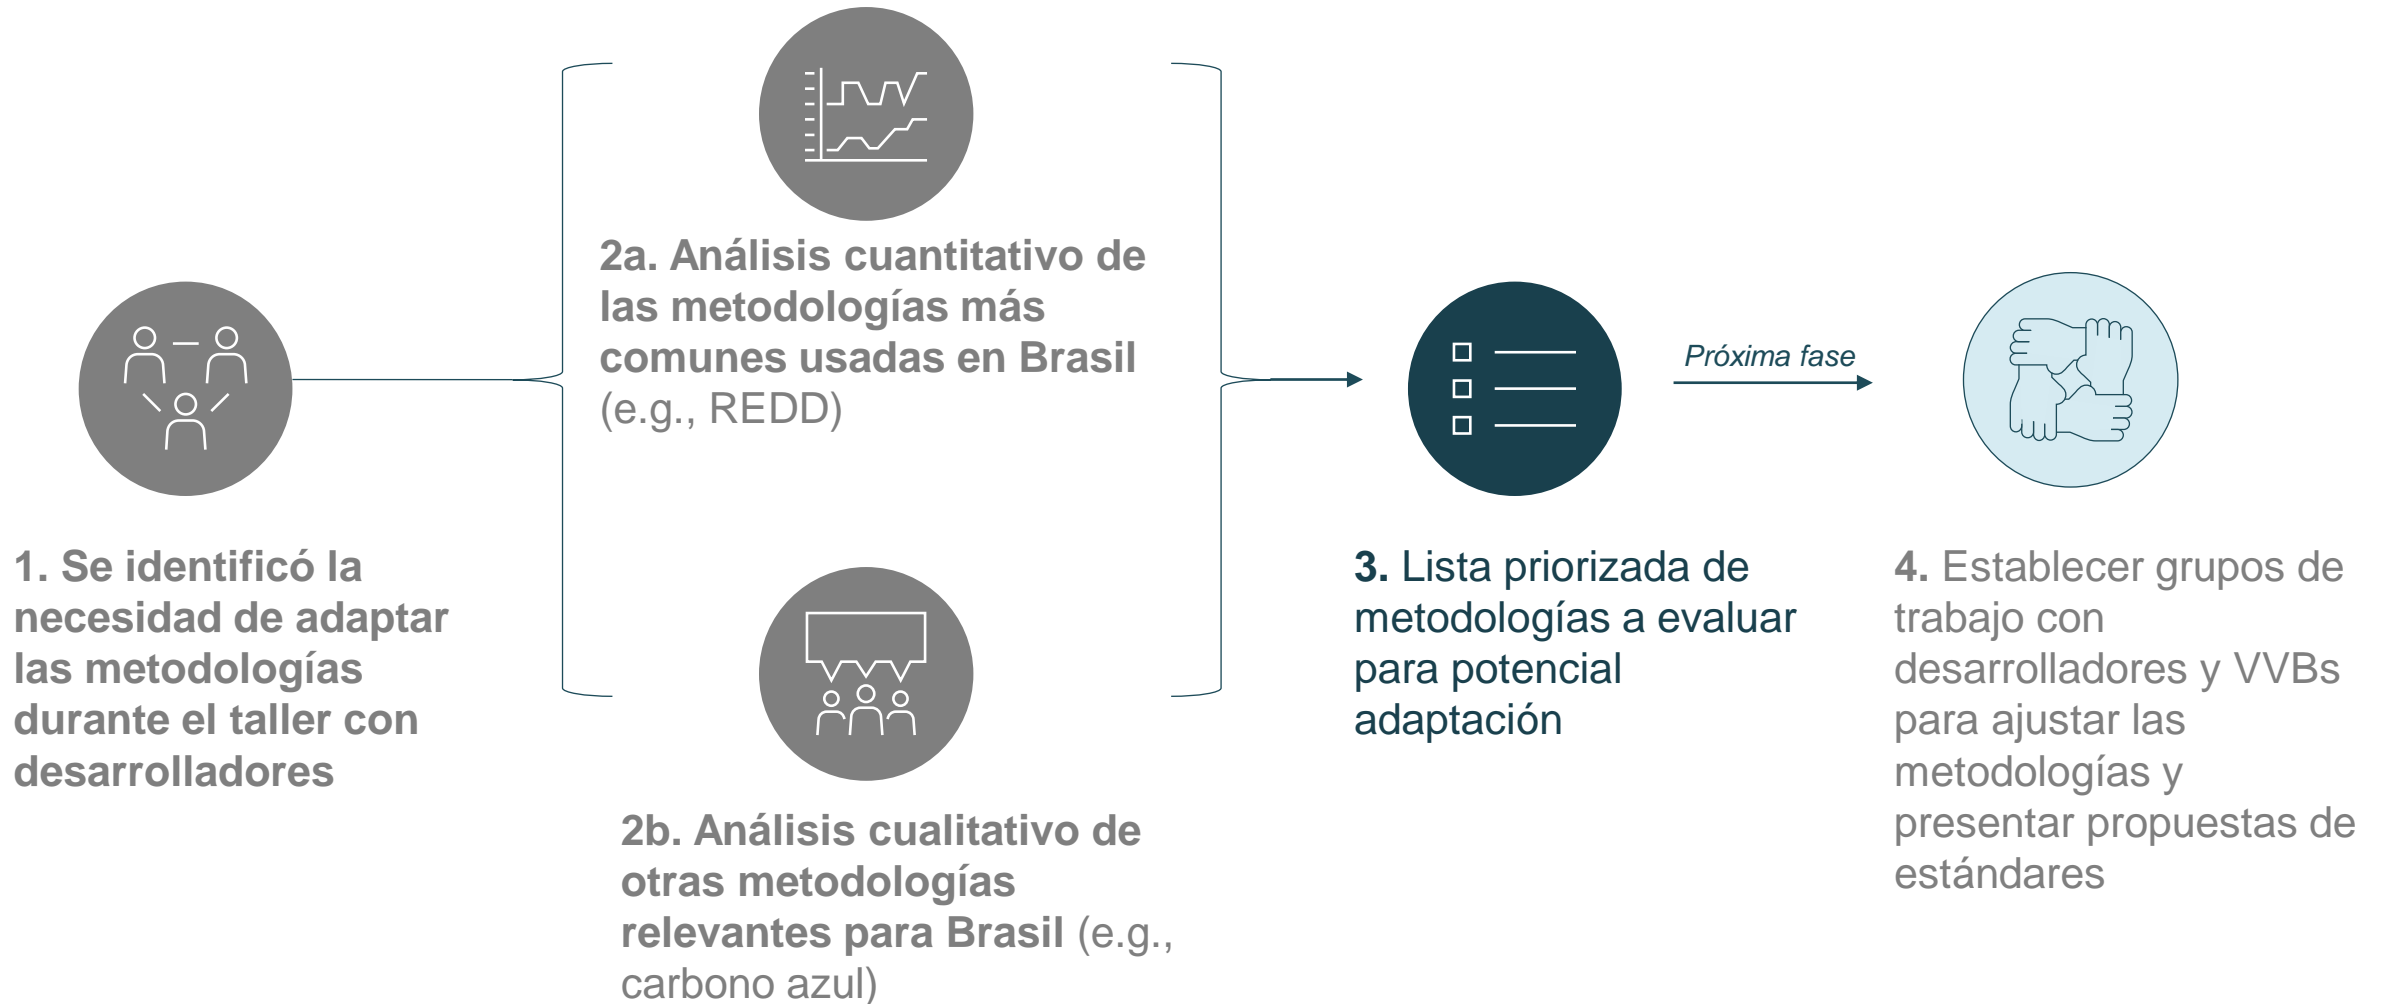 1. Se identificó la
necesidad de adaptar
las metodologías
durante el taller con
desarrolladores
2a. Análisis cuantitativo de
las metodologías más
comunes usadas en Brasil
(e.g., REDD)
2b. Análisis cualitativo de
otras metodologías
relevantes para Brasil (e.g.,
carbono azul)
3. Lista priorizada de
metodologías a evaluar
para potencial
adaptación
Próxima fase
4. Establecer grupos de
trabajo con
desarrolladores y VVBs
para ajustar las
metodologías y
presentar propuestas de
estándares